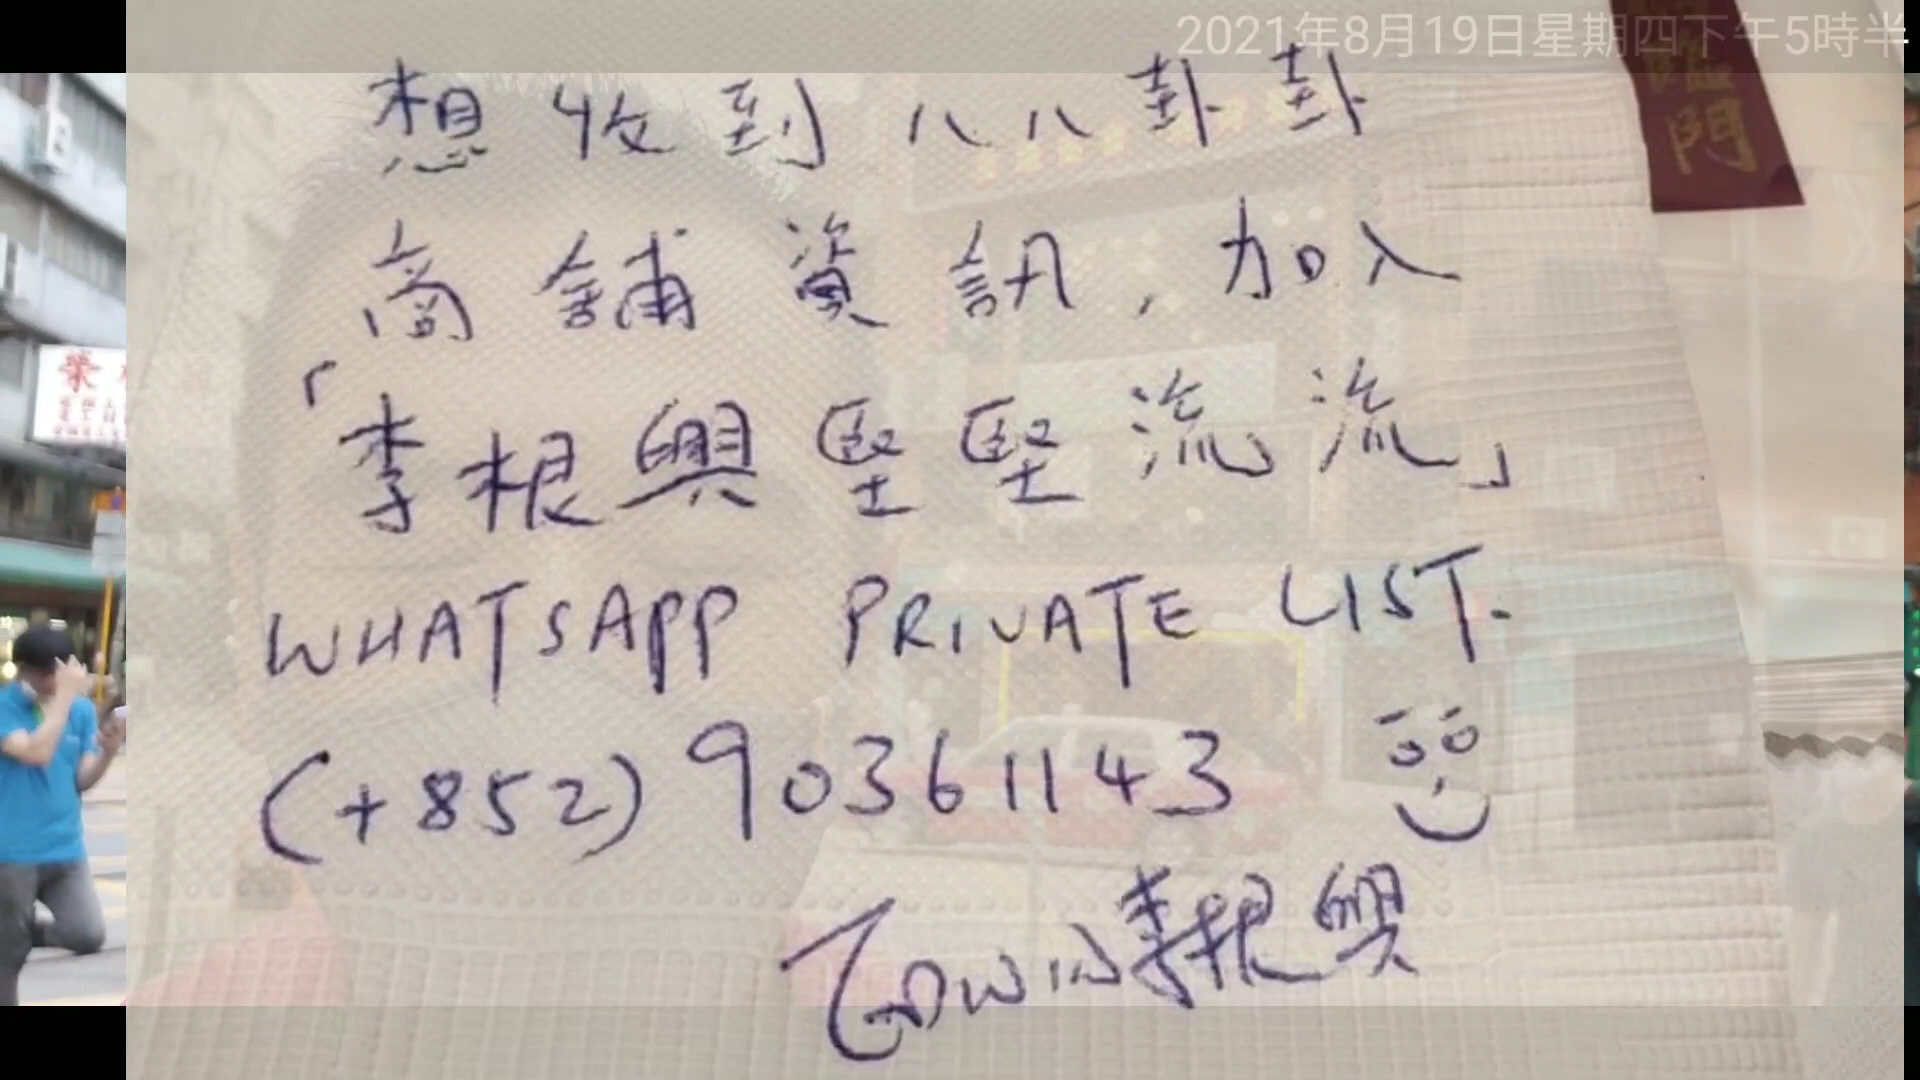 2021年8月19日星期四下午5時半
想收到八八卦卦
商舖資訊,加入
「李根興堅堅流流」
WHATSAPP PRIVATE LIST.
(+852) 90361143
EDWIN李根興
臨門
B